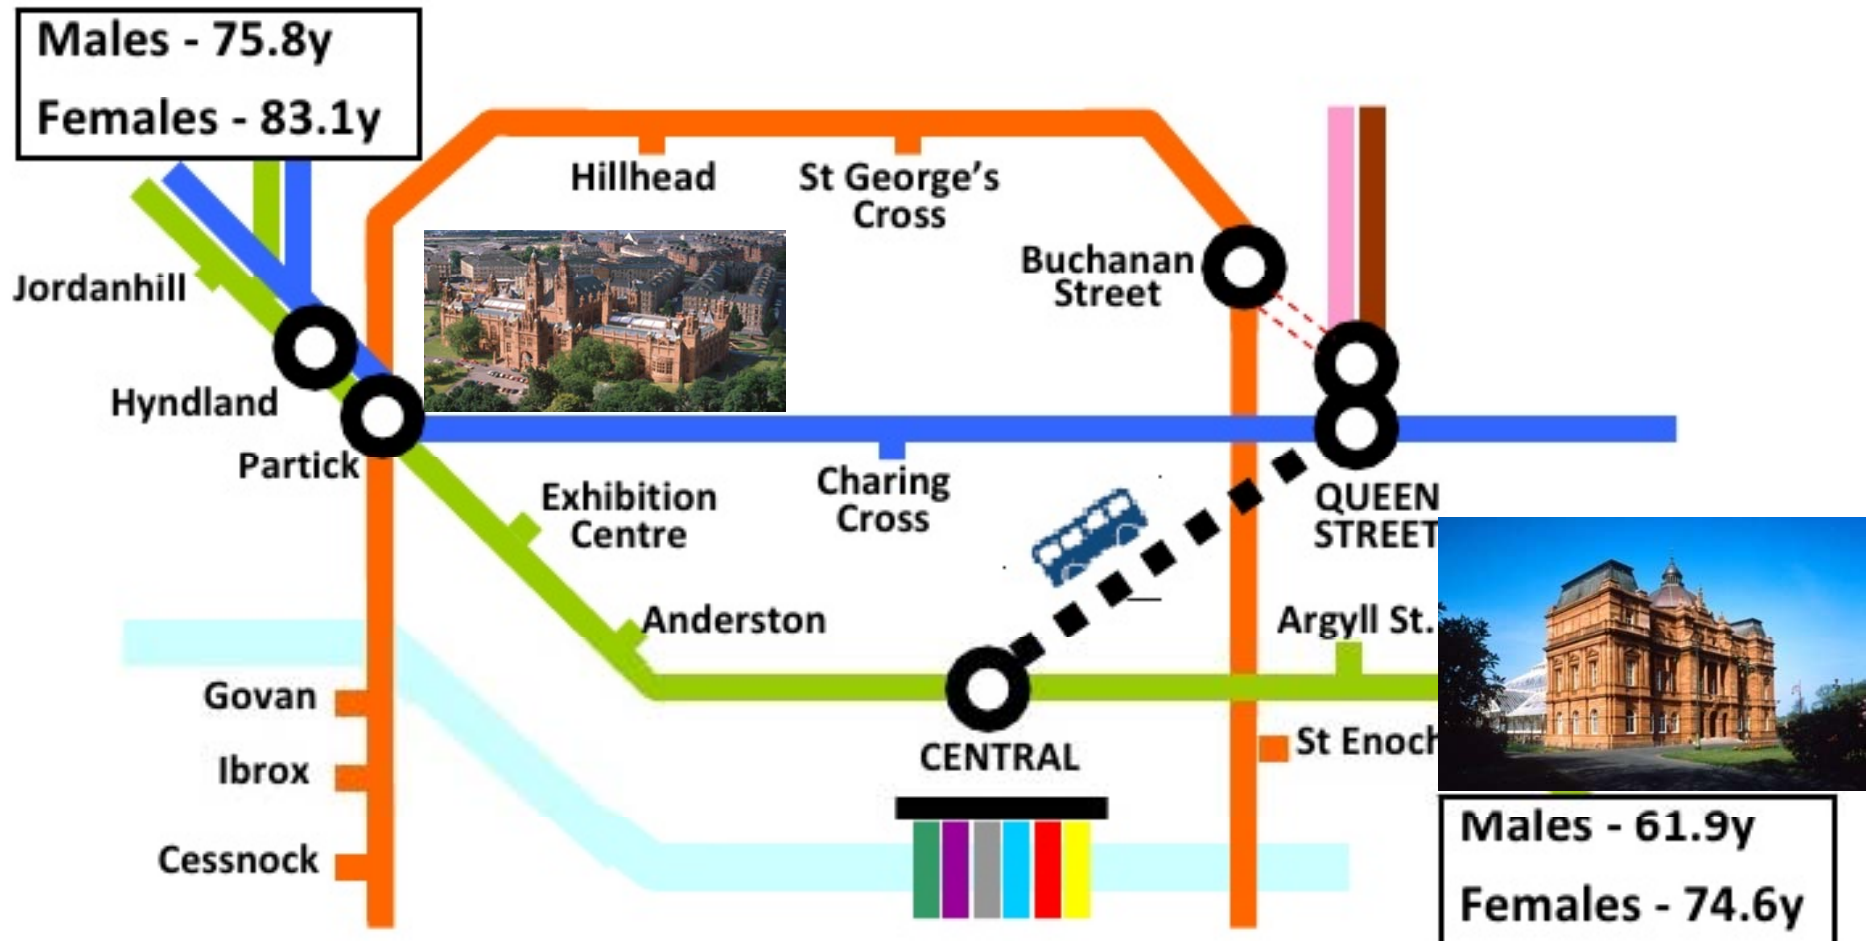 Males - 75.8y
Females - 83.1y
Hillhead
St George's
Cross
Buchanan
Street
Jordanhill
Hyndland
Partick
Exhibition
Centre
Charing
Cross
QUEEN
STREET
Anderston
Argyll St.
Govan
Ibrox
Cessnock
CENTRAL
St Enoch
Males - 61.9y
Females - 74.6y